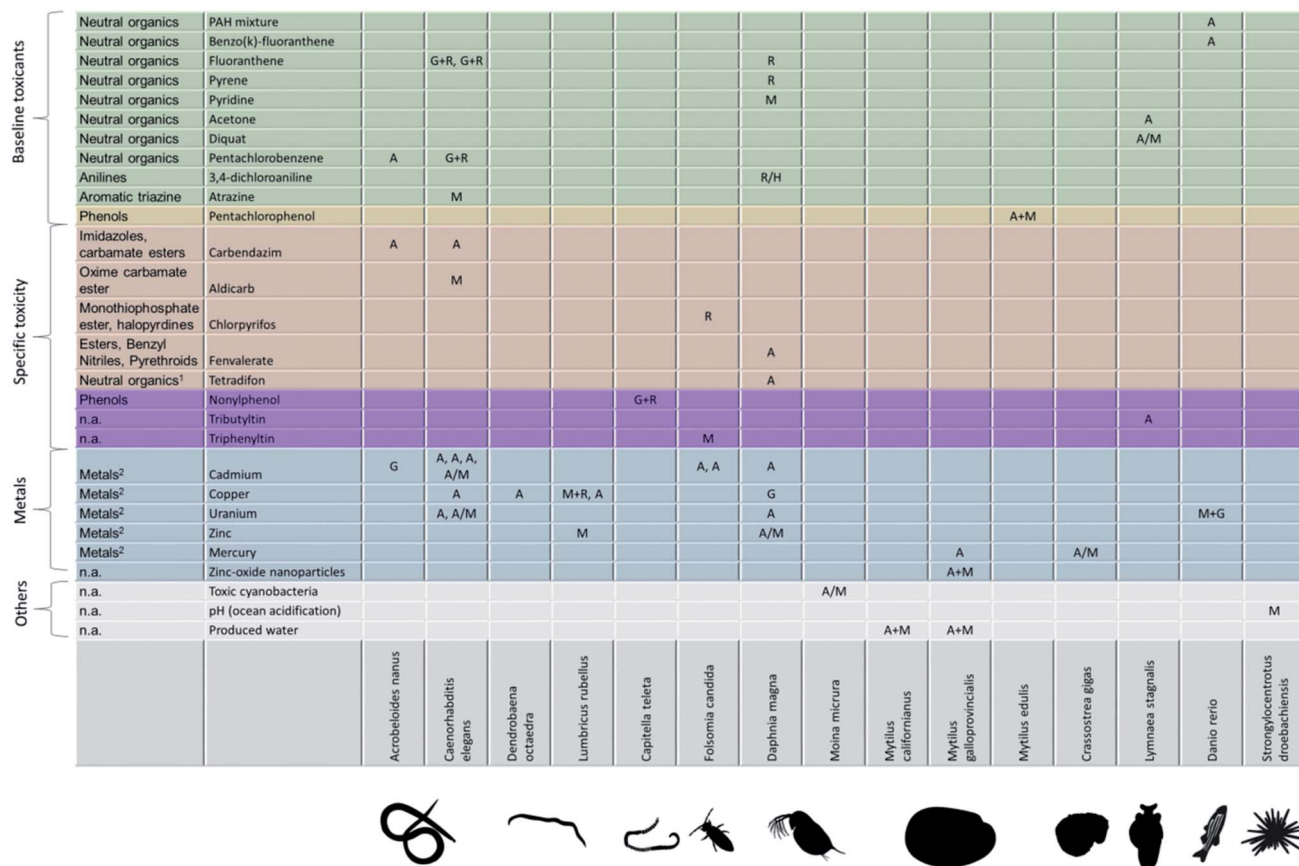 Baseline toxicants
Neutral organics PAH mixture A
Neutral organics Benzo(k)-fluoranthene A
Neutral organics Fluoranthene G+R, G+R R
Neutral organics Pyrene R
Neutral organics Pyridine M
Neutral organics Acetone A
Neutral organics Diquat A/M
Neutral organics Pentachlorobenzene A G+R
Anilines 3,4-dichloroaniline R/H
Aromatic triazine Atrazine M
Phenols Pentachlorophenol A+M
Specific toxicity
Imidazoles,
carbamate esters Carbendazim A A
Oxime carbamate
ester Aldicarb M
Monothiophosphate
ester, halopyrdines Chlorpyrifos R
Esters, Benzyl
Nitriles, Pyrethroids Fenvalerate A
Neutral organics¹ Tetradifon A
Phenols Nonylphenol G+R
n.a. Tributyltin A
n.a. Triphenyltin M
Metals
A, A, A,
Metals² Cadmium G A/M A, A A
Metals² Copper A A M+R, A G
Metals² Uranium A, A/M A M+G
Metals² Zinc M A/M
Metals² Mercury A A/M
n.a. Zinc-oxide nanoparticles A+M
Others
n.a. Toxic cyanobacteria A/M
n.a. pH (ocean acidification) M
n.a. Produced water A+M A+M
Acrobeloides nanus
Caenorhabditis
elegans
Dendrobaena
octaedra
Lumbricus rubellus
Capitella teleta
Folsomia candida
Daphnia magna
Moina micrura
Mytilus
californianus
Mytilus
galloprovincialis
Mytilus edulis
Crassostrea gigas
Lymnaea stagnalis
Danio rerio
Strongylocentrotus
droebachiensis